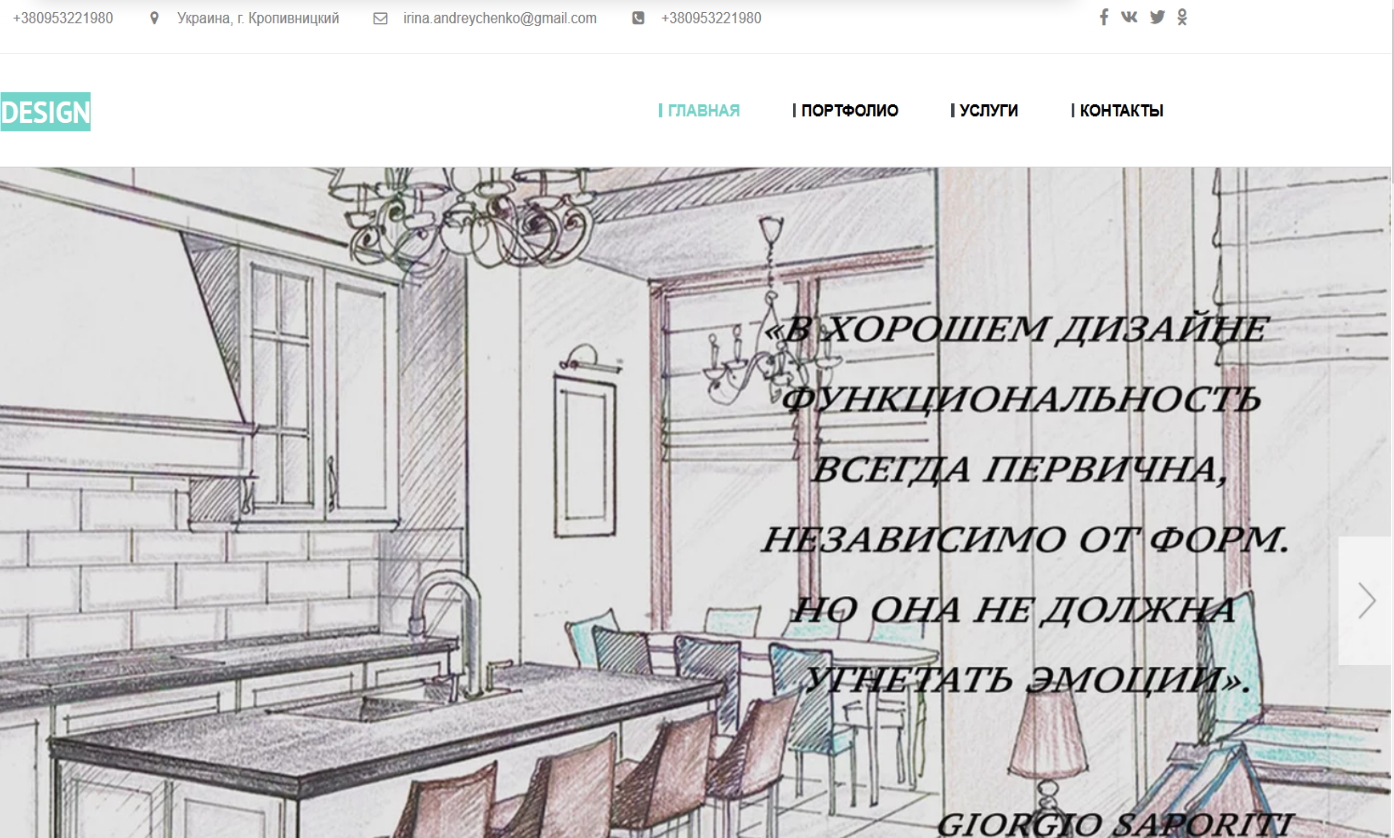 +380953221980 Украина, г. Кропивницкий irina.andreychenko@gmail.com +380953221980
DESIGN
ГЛАВНАЯ ПОРТФОЛИО УСЛУГИ КОНТАКТЫ
«В ХОРОШЕМ ДИЗАЙНЕ
ФУНКЦИОНАЛЬНОСТЬ
ВСЕГДА ПЕРВИЧНА,
НЕЗАВИСИМО ОТ ФОРМ.
НО ОНА НЕ ДОЛЖНА
УГНЕТАТЬ ЭМОЦИИ».
GIORGIO SAPORITI